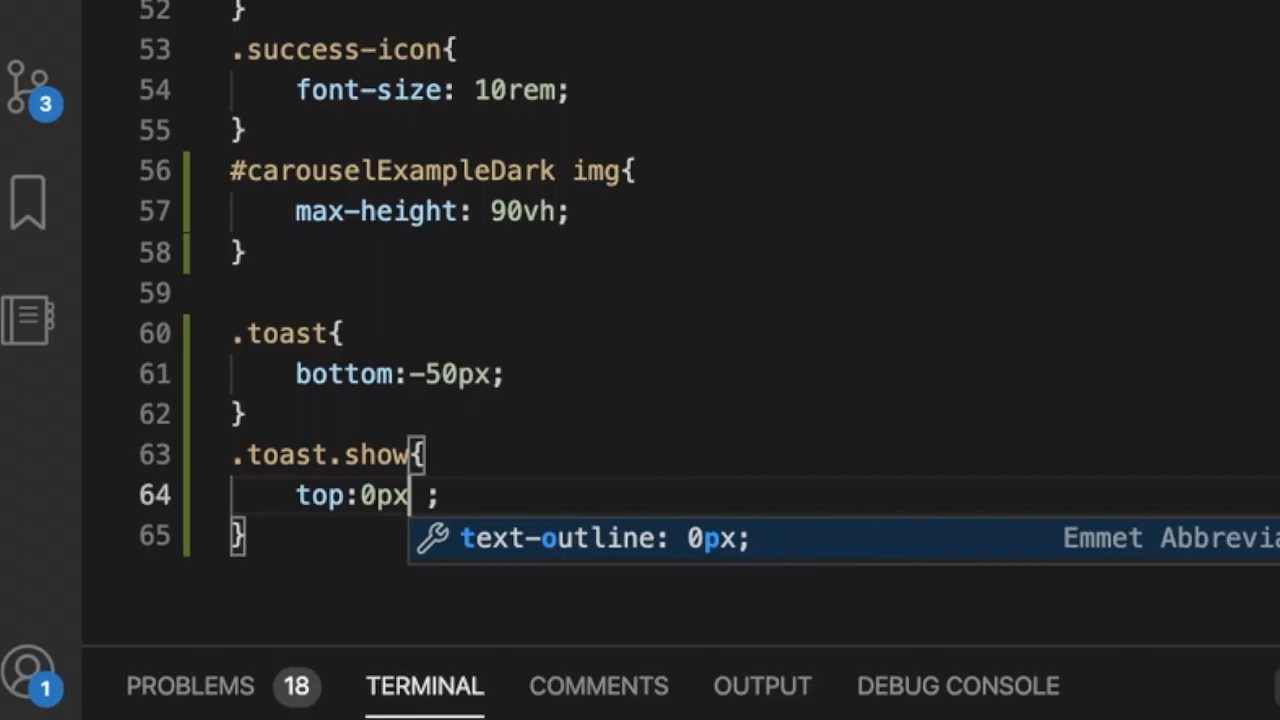 52 }
53 .success-icon{
54 font-size: 10rem;
55 }
56 #carouselExampleDark img{
57 max-height: 90vh;
58 }
59
60 .toast{
61 bottom:-50px;
62 }
63 .toast.show{
64 top:0px ;
65 }
text-outline: 0px; Emmet Abbrevia
3
1
PROBLEMS 18 TERMINAL COMMENTS OUTPUT DEBUG CONSOLE